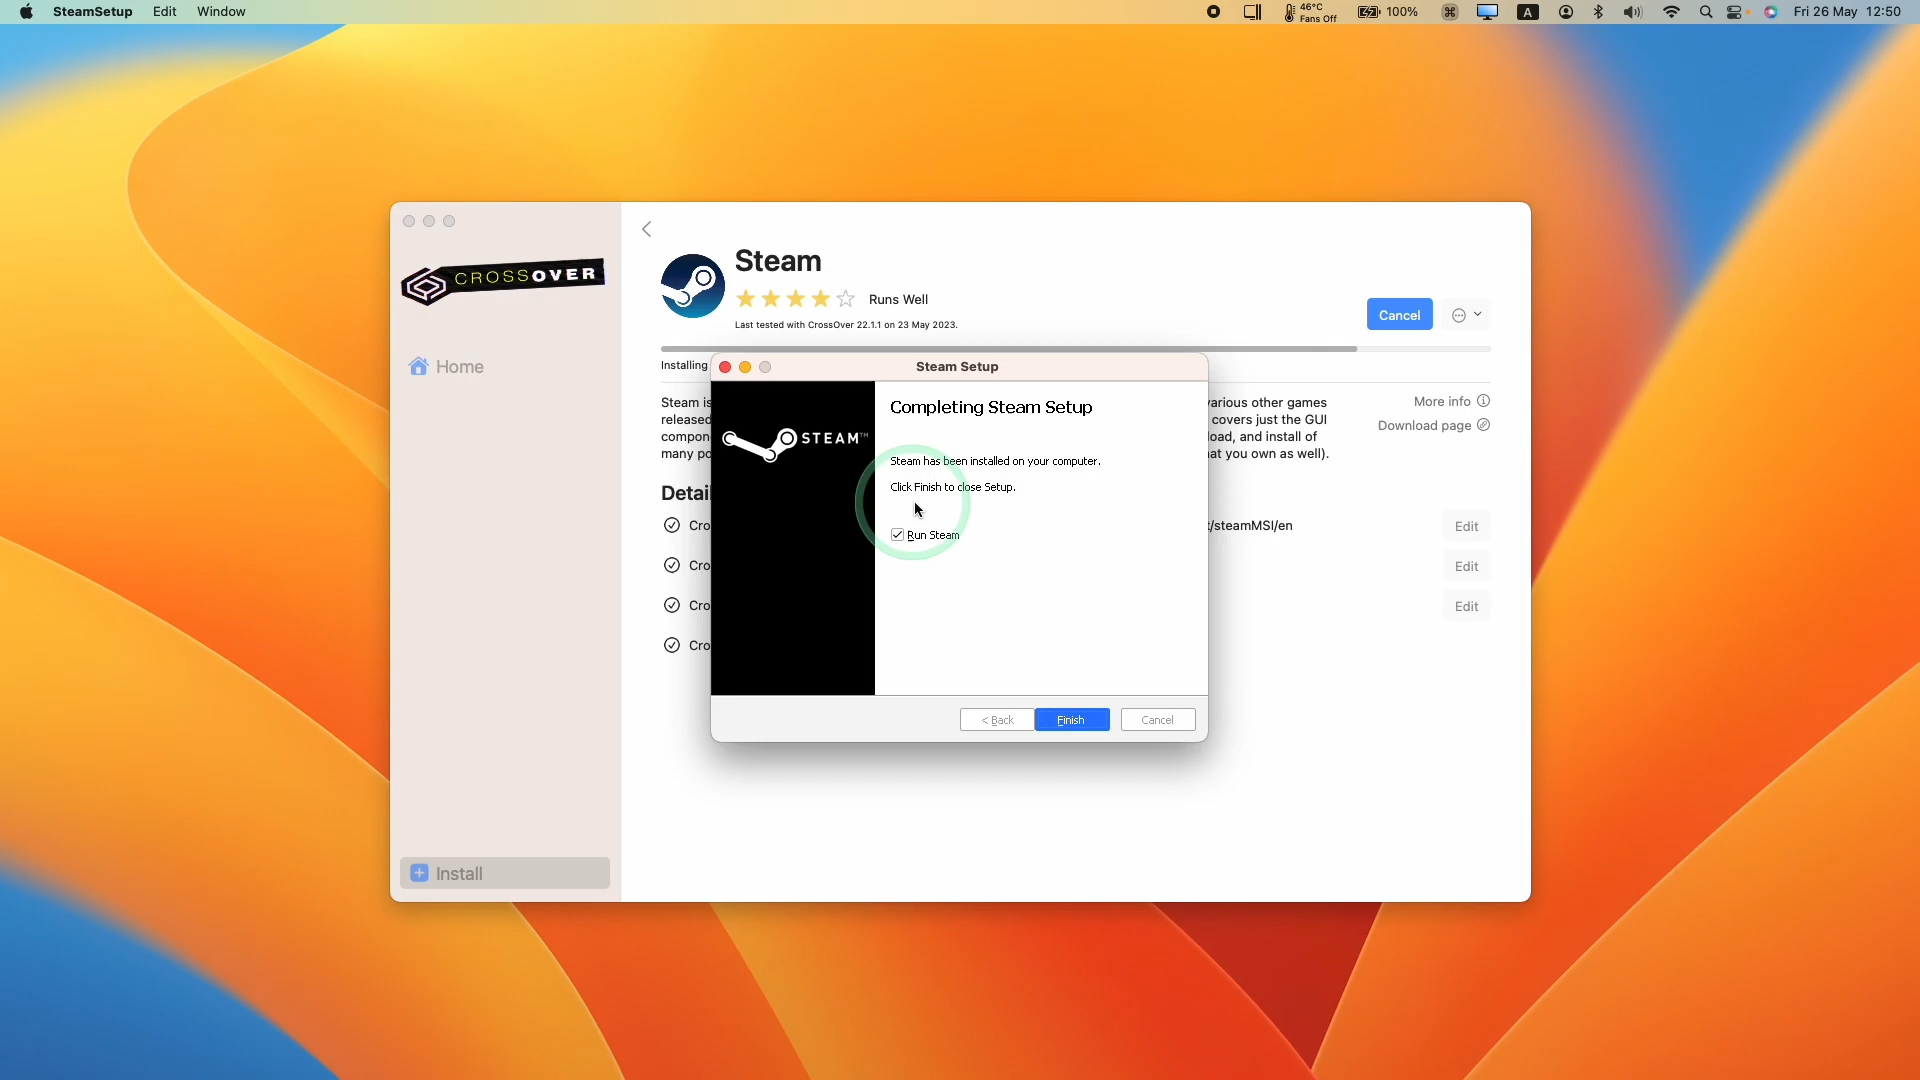 SteamSetup Edit Window
46°C
Fans Off
100%
A
Fri 26 May 12:50
CROSSOVER
Home
Install
Steam
Runs Well
Last tested with CrossOver 22.1.1 on 23 May 2023.
Cancel
Installing
Steam is
released
compon
many po
various other games
covers just the GUI
load, and install of
at you own as well).
More info
Download page
Detail
Cro
t/steamMSI/en
Edit
Cro
Edit
Cro
Edit
Cro
Steam Setup
STEAM™
Completing Steam Setup
Steam has been installed on your computer.
Click Finish to close Setup.
Run Steam
< Back
Finish
Cancel